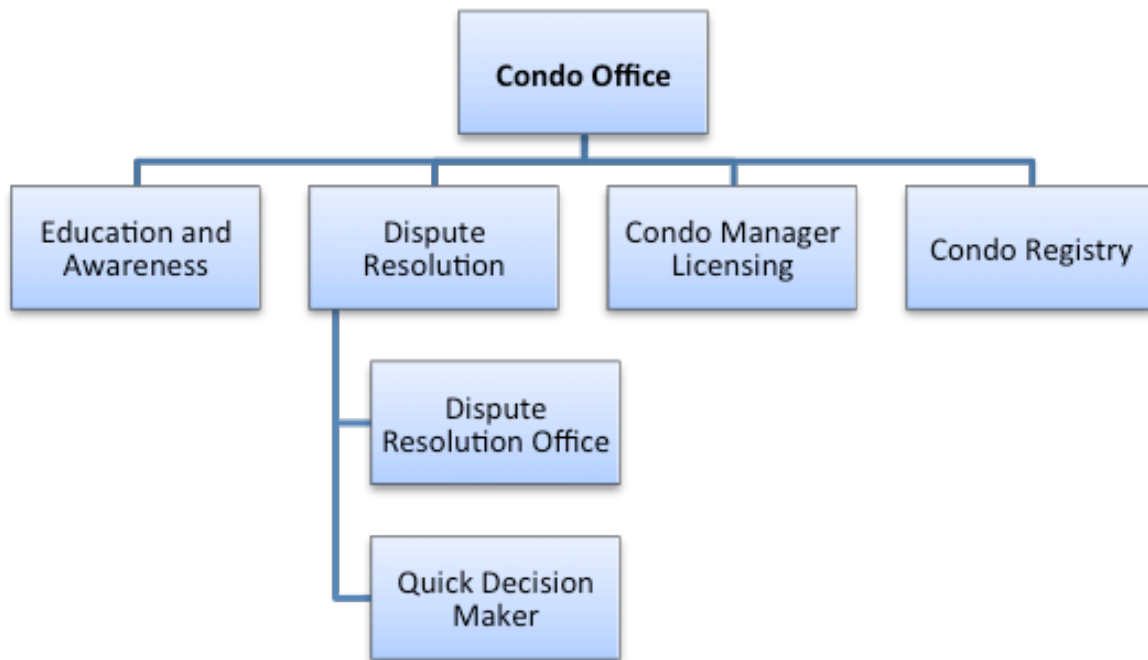 Condo Office
Education and
Awareness
Dispute
Resolution
Condo Manager
Licensing
Condo Registry
Dispute
Resolution Office
Quick Decision
Maker